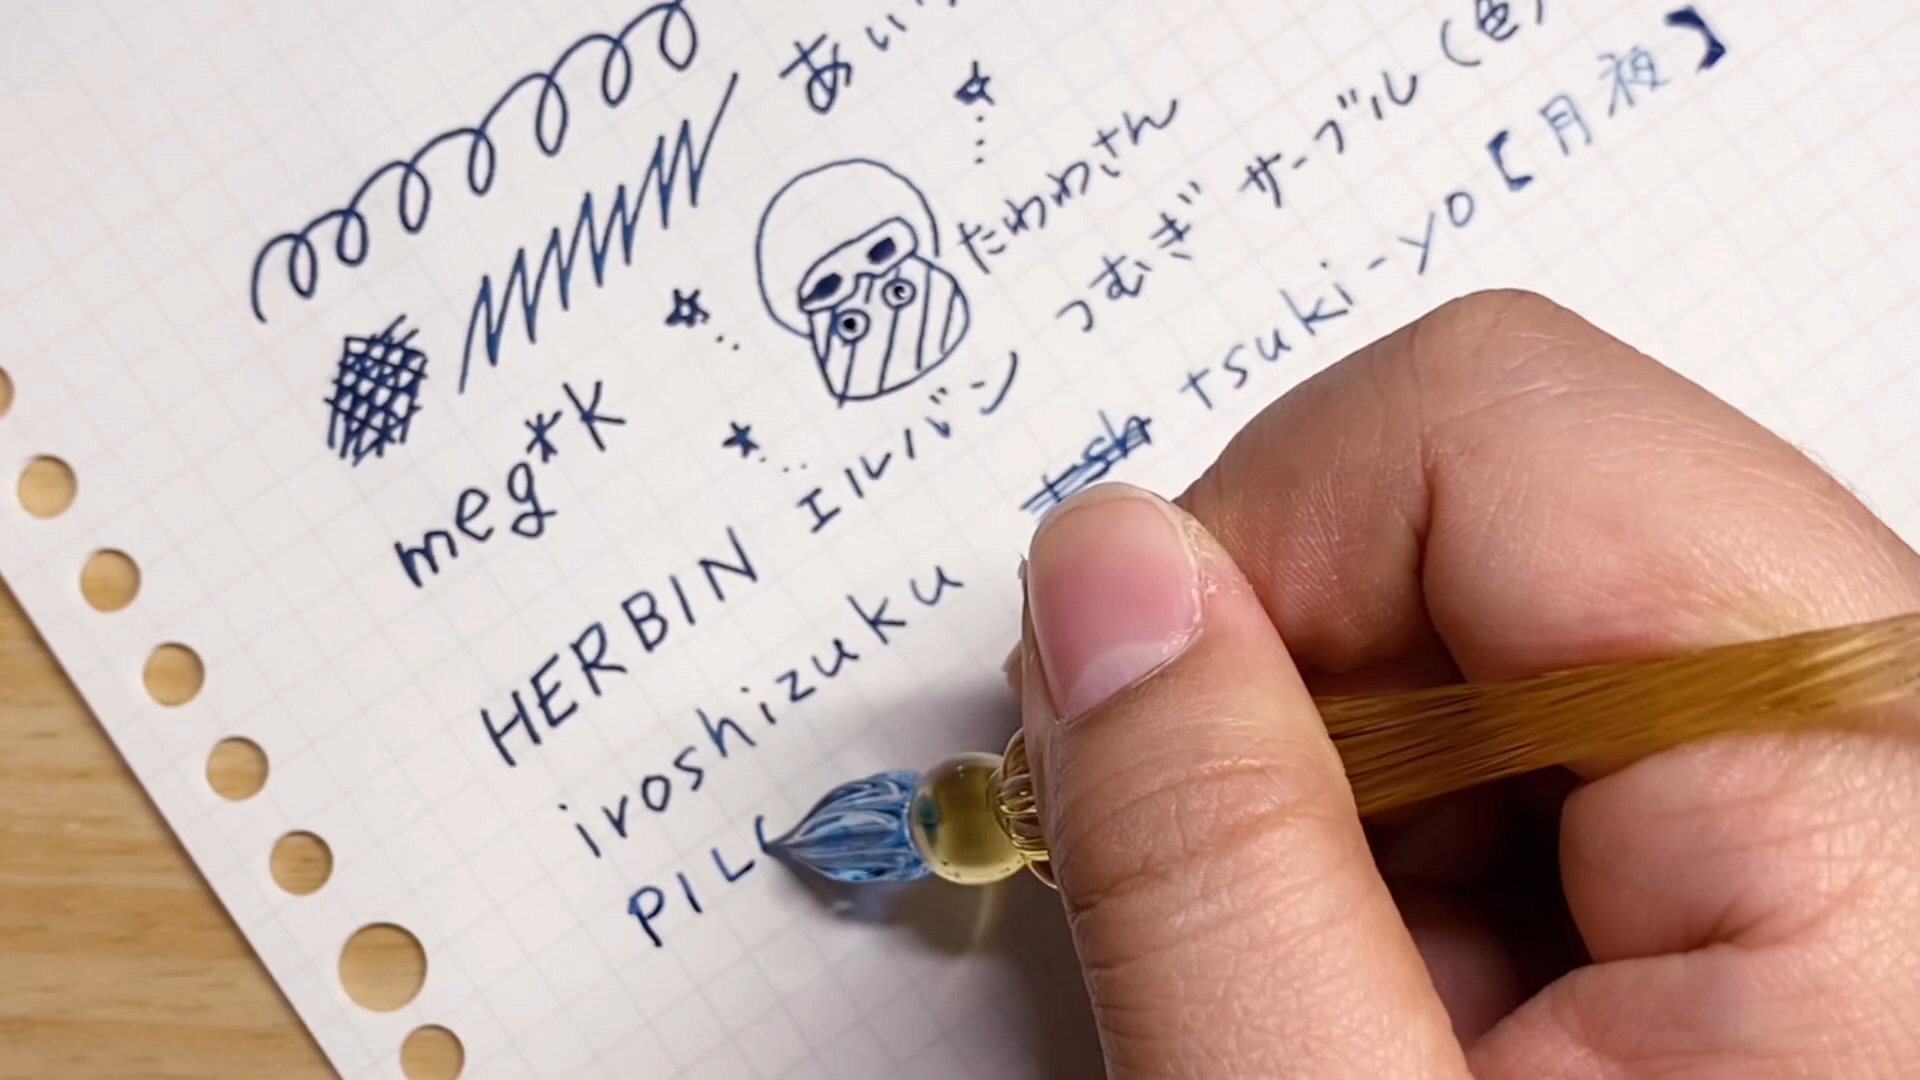 あい
たわわさん
meg*K
HERBIN エルバン つむぎ サーブル(色)
iroshizuku tsuki-yo【月夜】
PIL